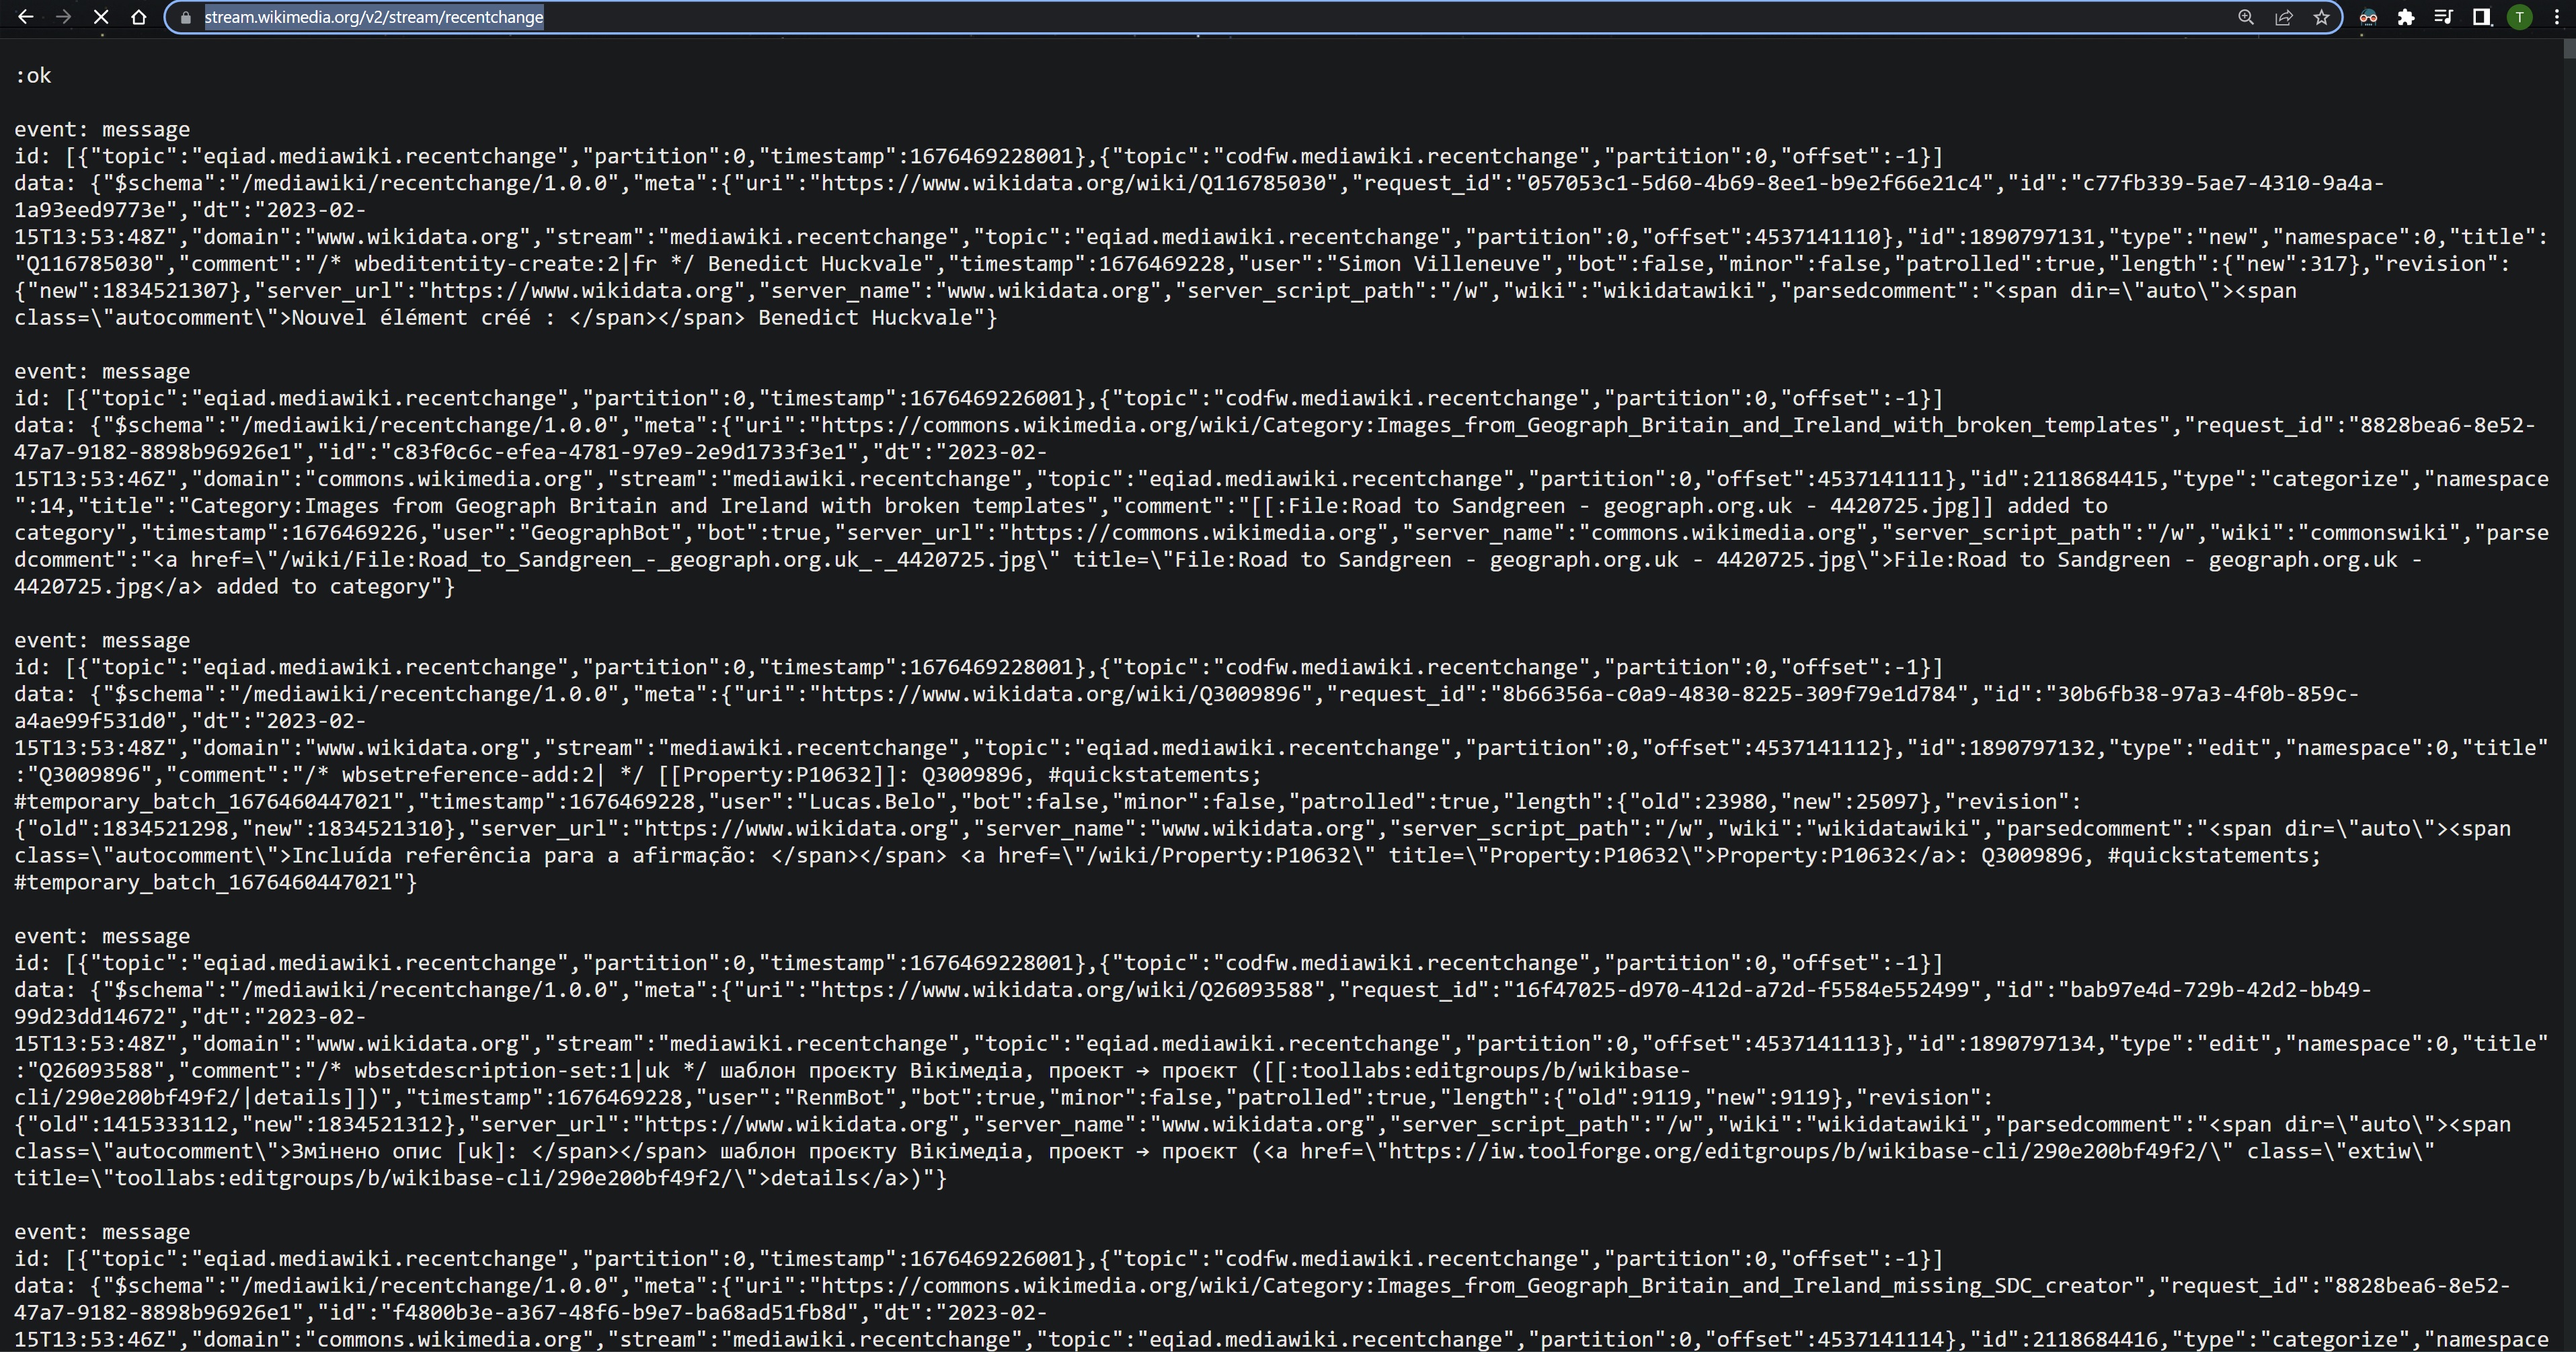 stream.wikimedia.org/v2/stream/recentchange
T
:ok
event: message
id: [{"topic":"eqiad.mediawiki.recentchange","partition":0,"timestamp":1676469228001},{"topic":"codfw.mediawiki.recentchange","partition":0,"offset":-1}]
data: {"$schema":"/mediawiki/recentchange/1.0.0","meta":{"uri":"https://www.wikidata.org/wiki/Q116785030","request_id":"057053c1-5d60-4b69-8ee1-b9e2f66e21c4","id":"c77fb339-5ae7-4310-9a4a-
1a93eed9773e","dt":"2023-02-
15T13:53:48Z","domain":"www.wikidata.org","stream":"mediawiki.recentchange","topic":"eqiad.mediawiki.recentchange","partition":0,"offset":4537141110},"id":1890797131,"type":"new","namespace":0,"title":
"Q116785030","comment":"/* wbeditentity-create:2|fr */ Benedict Huckvale","timestamp":1676469228,"user":"Simon Villeneuve","bot":false,"minor":false,"patrolled":true,"length":{"new":317},"revision":
{"new":1834521307},"server_url":"https://www.wikidata.org","server_name":"www.wikidata.org","server_script_path":"/w","wiki":"wikidatawiki","parsedcomment":"<span dir=\"auto\"><span
class=\"autocomment\">Nouvel élément créé : </span></span> Benedict Huckvale"}
event: message
id: [{"topic":"eqiad.mediawiki.recentchange","partition":0,"timestamp":1676469226001},{"topic":"codfw.mediawiki.recentchange","partition":0,"offset":-1}]
data: {"$schema":"/mediawiki/recentchange/1.0.0","meta":{"uri":"https://commons.wikimedia.org/wiki/Category:Images_from_Geograph_Britain_and_Ireland_with_broken_templates","request_id":"8828bea6-8e52-
47a7-9182-8898b96926e1","id":"c83f0c6c-efea-4781-97e9-2e9d1733f3e1","dt":"2023-02-
15T13:53:46Z","domain":"commons.wikimedia.org","stream":"mediawiki.recentchange","topic":"eqiad.mediawiki.recentchange","partition":0,"offset":4537141111},"id":2118684415,"type":"categorize","namespace
":14,"title":"Category:Images from Geograph Britain and Ireland with broken templates","comment":"[[:File:Road to Sandgreen - geograph.org.uk - 4420725.jpg]] added to
category","timestamp":1676469226,"user":"GeographBot","bot":true,"server_url":"https://commons.wikimedia.org","server_name":"commons.wikimedia.org","server_script_path":"/w","wiki":"commonswiki","parse
dcomment":"<a href=\"/wiki/File:Road_to_Sandgreen_-_geograph.org.uk_-_4420725.jpg\" title=\"File:Road to Sandgreen - geograph.org.uk - 4420725.jpg\">File:Road to Sandgreen - geograph.org.uk -
4420725.jpg</a> added to category"}
event: message
id: [{"topic":"eqiad.mediawiki.recentchange","partition":0,"timestamp":1676469228001},{"topic":"codfw.mediawiki.recentchange","partition":0,"offset":-1}]
data: {"$schema":"/mediawiki/recentchange/1.0.0","meta":{"uri":"https://www.wikidata.org/wiki/Q3009896","request_id":"8b66356a-c0a9-4830-8225-309f79e1d784","id":"30b6fb38-97a3-4f0b-859c-
a4ae99f531d0","dt":"2023-02-
15T13:53:48Z","domain":"www.wikidata.org","stream":"mediawiki.recentchange","topic":"eqiad.mediawiki.recentchange","partition":0,"offset":4537141112},"id":1890797132,"type":"edit","namespace":0,"title"
:"Q3009896","comment":"/* wbsetreference-add:2| */ [[Property:P10632]]: Q3009896, #quickstatements;
#temporary_batch_1676460447021","timestamp":1676469228,"user":"Lucas.Belo","bot":false,"minor":false,"patrolled":true,"length":{"old":23980,"new":25097},"revision":
{"old":1834521298,"new":1834521310},"server_url":"https://www.wikidata.org","server_name":"www.wikidata.org","server_script_path":"/w","wiki":"wikidatawiki","parsedcomment":"<span dir=\"auto\"><span
class=\"autocomment\">Incluída referência para a afirmação: </span></span> <a href=\"/wiki/Property:P10632\" title=\"Property:P10632\">Property:P10632</a>: Q3009896, #quickstatements;
#temporary_batch_1676460447021"}
event: message
id: [{"topic":"eqiad.mediawiki.recentchange","partition":0,"timestamp":1676469228001},{"topic":"codfw.mediawiki.recentchange","partition":0,"offset":-1}]
data: {"$schema":"/mediawiki/recentchange/1.0.0","meta":{"uri":"https://www.wikidata.org/wiki/Q26093588","request_id":"16f47025-d970-412d-a72d-f5584e552499","id":"bab97e4d-729b-42d2-bb49-
99d23dd14672","dt":"2023-02-
15T13:53:48Z","domain":"www.wikidata.org","stream":"mediawiki.recentchange","topic":"eqiad.mediawiki.recentchange","partition":0,"offset":4537141113},"id":1890797134,"type":"edit","namespace":0,"title"
:"Q26093588","comment":"/* wbsetdescription-set:1|uk */ шаблон проєкту Вікімедіа, проект → проєкт ([[:toollabs:editgroups/b/wikibase-
cli/290e200bf49f2/|details]])","timestamp":1676469228,"user":"RenmBot","bot":true,"minor":false,"patrolled":true,"length":{"old":9119,"new":9119},"revision":
{"old":1415333112,"new":1834521312},"server_url":"https://www.wikidata.org","server_name":"www.wikidata.org","server_script_path":"/w","wiki":"wikidatawiki","parsedcomment":"<span dir=\"auto\"><span
class=\"autocomment\">Змінено опис [uk]: </span></span> шаблон проєкту Вікімедіа, проект → проєкт (<a href=\"https://iw.toolforge.org/editgroups/b/wikibase-cli/290e200bf49f2/\" class=\"extiw\"
title=\"toollabs:editgroups/b/wikibase-cli/290e200bf49f2/\">details</a>)"}
event: message
id: [{"topic":"eqiad.mediawiki.recentchange","partition":0,"timestamp":1676469226001},{"topic":"codfw.mediawiki.recentchange","partition":0,"offset":-1}]
data: {"$schema":"/mediawiki/recentchange/1.0.0","meta":{"uri":"https://commons.wikimedia.org/wiki/Category:Images_from_Geograph_Britain_and_Ireland_missing_SDC_creator","request_id":"8828bea6-8e52-
47a7-9182-8898b96926e1","id":"f4800b3e-a367-48f6-b9e7-ba68ad51fb8d","dt":"2023-02-
15T13:53:46Z","domain":"commons.wikimedia.org","stream":"mediawiki.recentchange","topic":"eqiad.mediawiki.recentchange","partition":0,"offset":4537141114},"id":2118684416,"type":"categorize","namespace